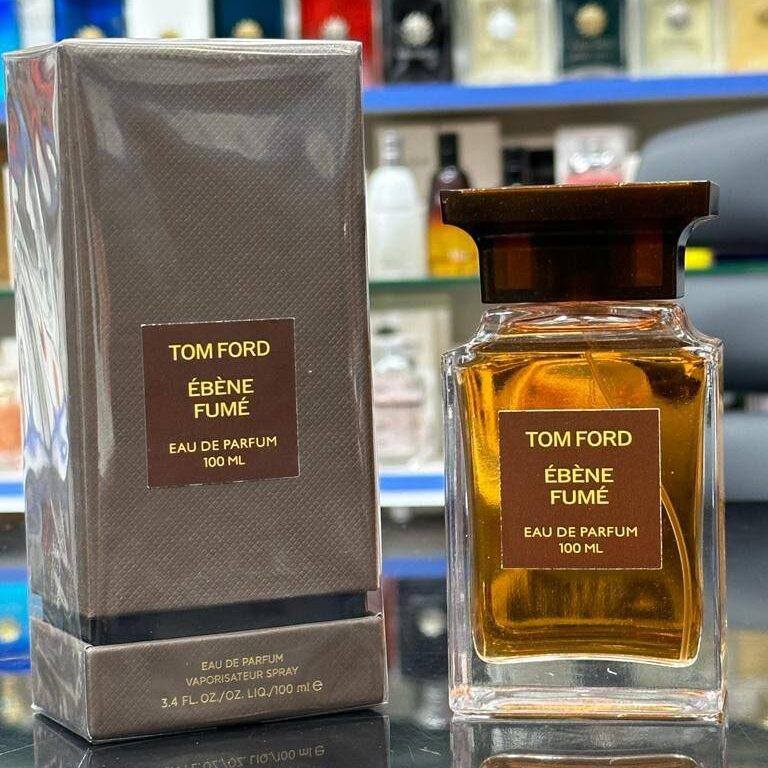 TOM FORD
ÉBÈNE
FUMÉ
EAU DE PARFUM
100 ML
EAU DE PARFUM
VAPORISATEUR SPRAY
3.4 FL. OZ./OZ. LIQ./100 ml ℮
TOM FORD
ÉBÈNE
FUMÉ
EAU DE PARFUM
100 ML